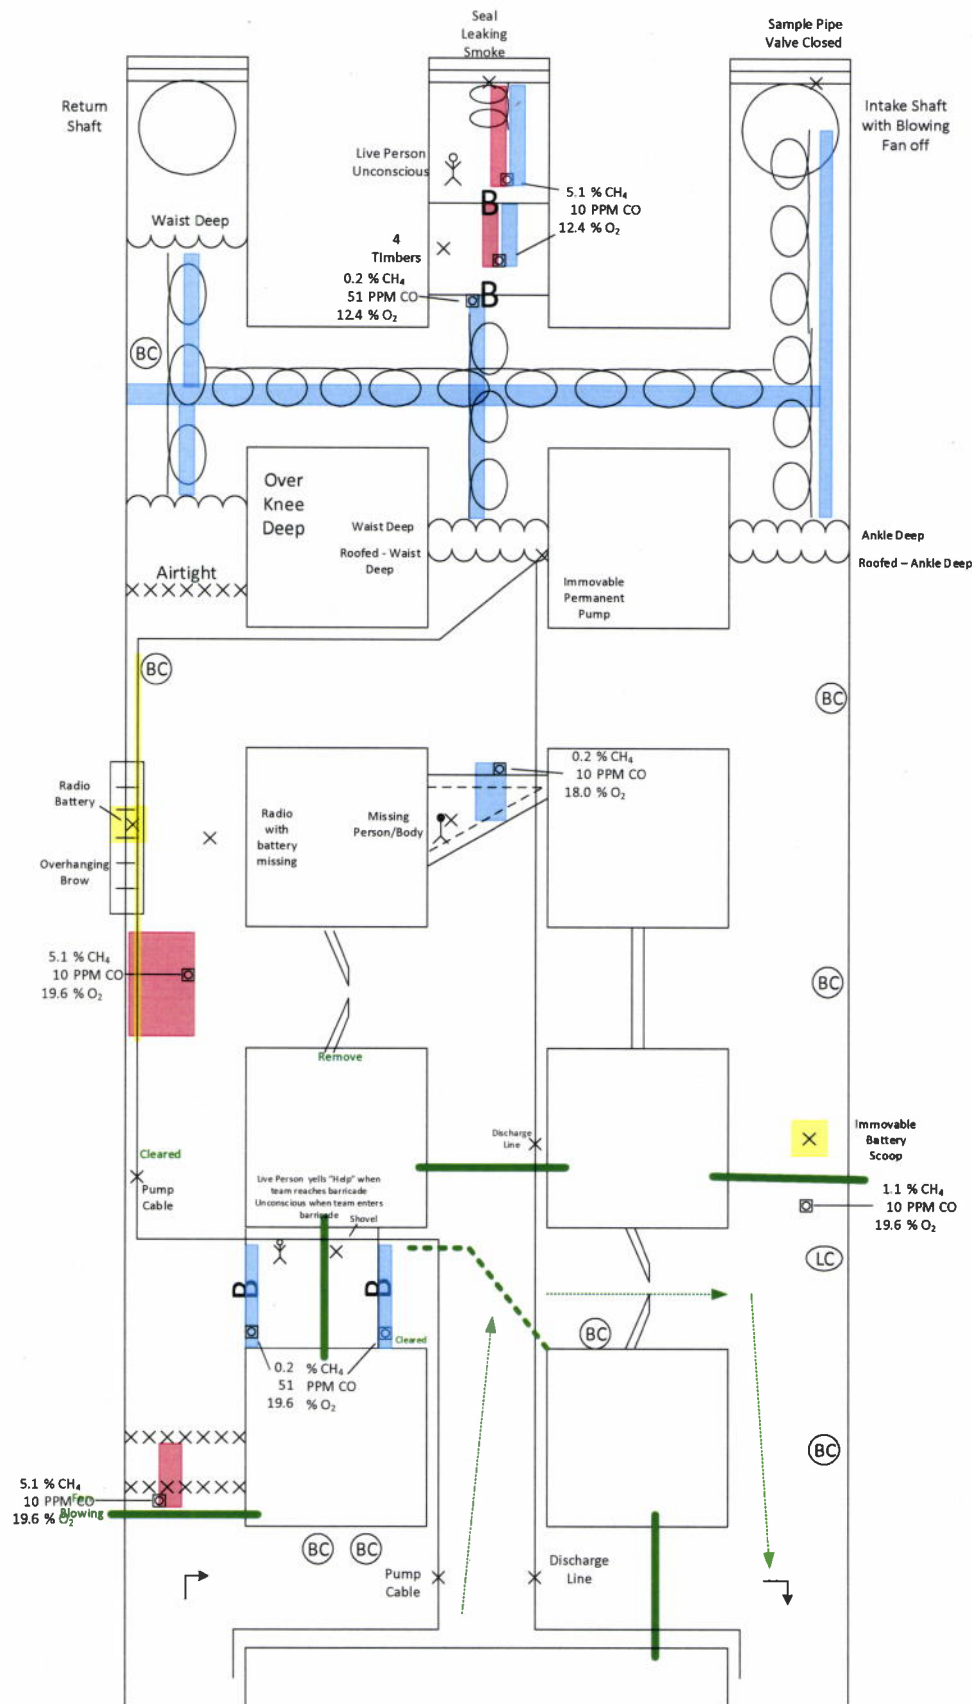 Seal
Leaking
Smoke
Sample Pipe
Valve Closed
Return
Shaft
Intake Shaft
with Blowing
Fan off
Live Person
Unconscious
5.1 % CH₄
10 PPM CO
12.4 % O₂
B
Waist Deep
4
Timbers
0.2 % CH₄
51 PPM CO
12.4 % O₂
B
BC
Over
Knee
Deep
Waist Deep
Roofed - Waist
Deep
Ankle Deep
Roofed – Ankle Deep
Airtight
Immovable
Permanent
Pump
BC
BC
Radio
Battery
Overhanging
Brow
Radio
with
battery
missing
Missing
Person/Body
0.2 % CH₄
10 PPM CO
18.0 % O₂
5.1 % CH₄
10 PPM CO
19.6 % O₂
BC
Remove
Discharge
Line
Immovable
Battery
Scoop
Cleared
Pump
Cable
Live Person yells "Help" when
team reaches barricade
Unconscious when team enters
barricade
Shovel
1.1 % CH₄
10 PPM CO
19.6 % O₂
LC
B
B
BC
Cleared
0.2 % CH₄
51 PPM CO
19.6 % O₂
BC
5.1 % CH₄
10 PPM CO
19.6 % O₂
Fan
Blowing
BC
BC
Pump
Cable
Discharge
Line